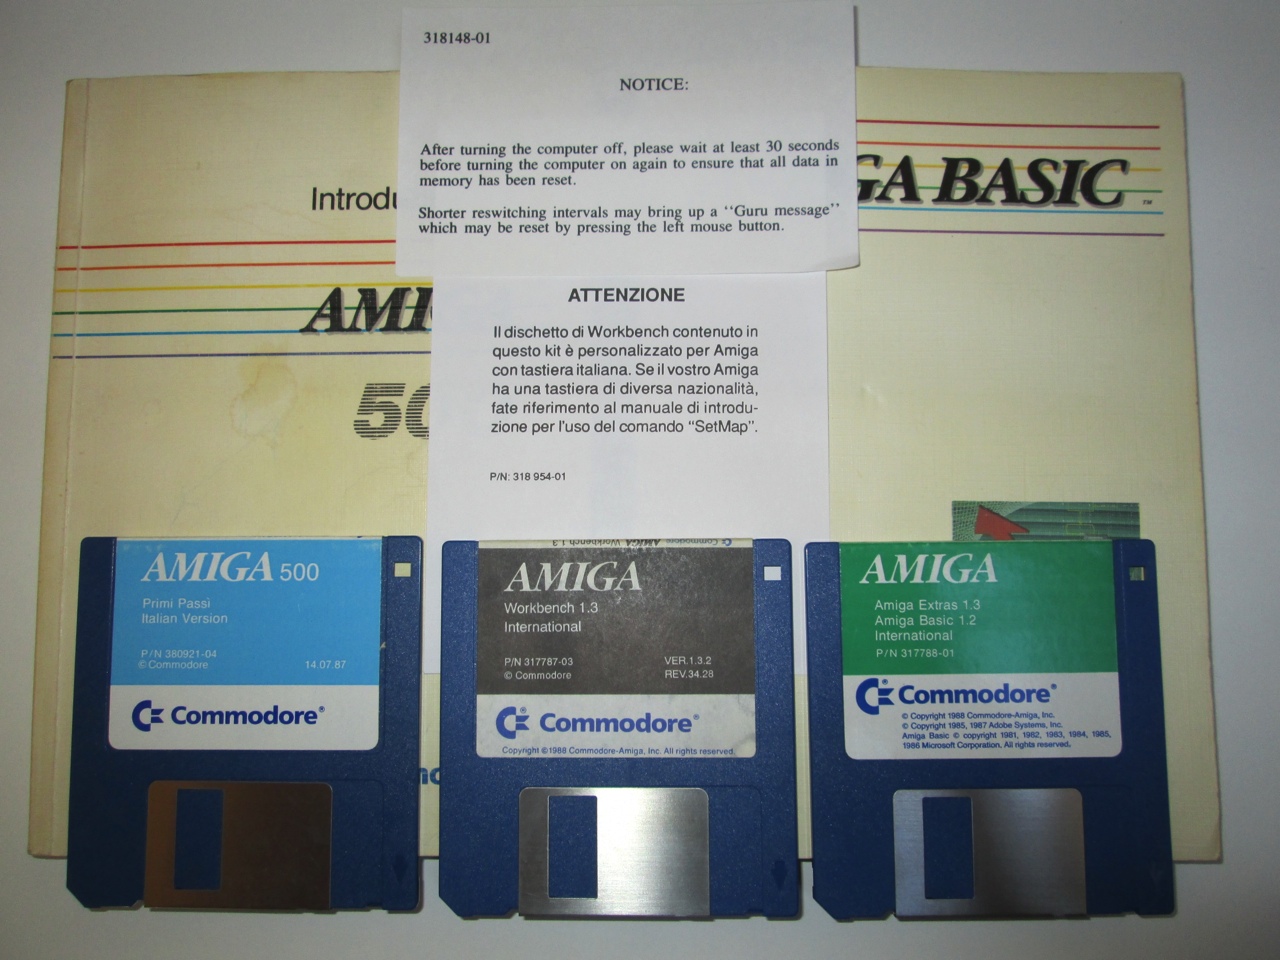 318148-01
NOTICE:
After turning the computer off, please wait at least 30 seconds
before turning the computer on again to ensure that all data in
memory has been reset.
Shorter reswitching intervals may bring up a ‘‘Guru message’’
which may be reset by pressing the left mouse button.
Introdu
AMI
50
GA BASIC™
ATTENZIONE
Il dischetto di Workbench contenuto in
questo kit è personalizzato per Amiga
con tastiera italiana. Se il vostro Amiga
ha una tastiera di diversa nazionalità,
fate riferimento al manuale di introdu-
zione per l'uso del comando “SetMap”.
P/N: 318 954-01
AMIGA 500
Primi Passi
Italian Version
P/N 380921-04
© Commodore 14.07.87
Commodore®
Commodore AMIGA Workbench 1.3
AMIGA
Workbench 1.3
International
P/N 317787-03 VER.1.3.2
© Commodore REV.34.28
Commodore®
Copyright ©1988 Commodore-Amiga, Inc. All rights reserved.
AMIGA
Amiga Extras 1.3
Amiga Basic 1.2
International
P/N 317788-01
Commodore®
© Copyright 1988 Commodore-Amiga, Inc.
© Copyright 1985, 1987 Adobe Systems, Inc.
Amiga Basic © copyright 1981, 1982, 1983, 1984, 1985,
1986 Microsoft Corporation. All rights reserved.